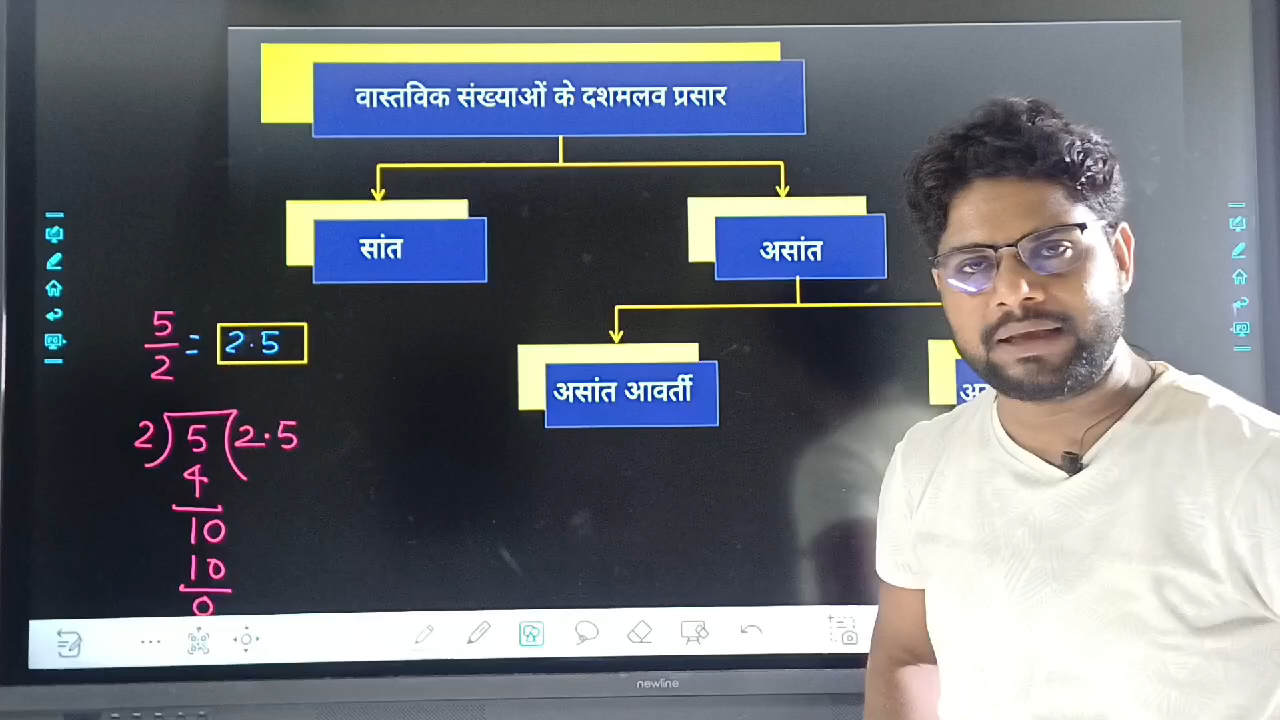 वास्तविक संख्याओं के दशमलव प्रसार
सांत
असांत
असांत आवर्ती
5/2 = 2.5
2) 5 (2.5
4
10
10
0
newline